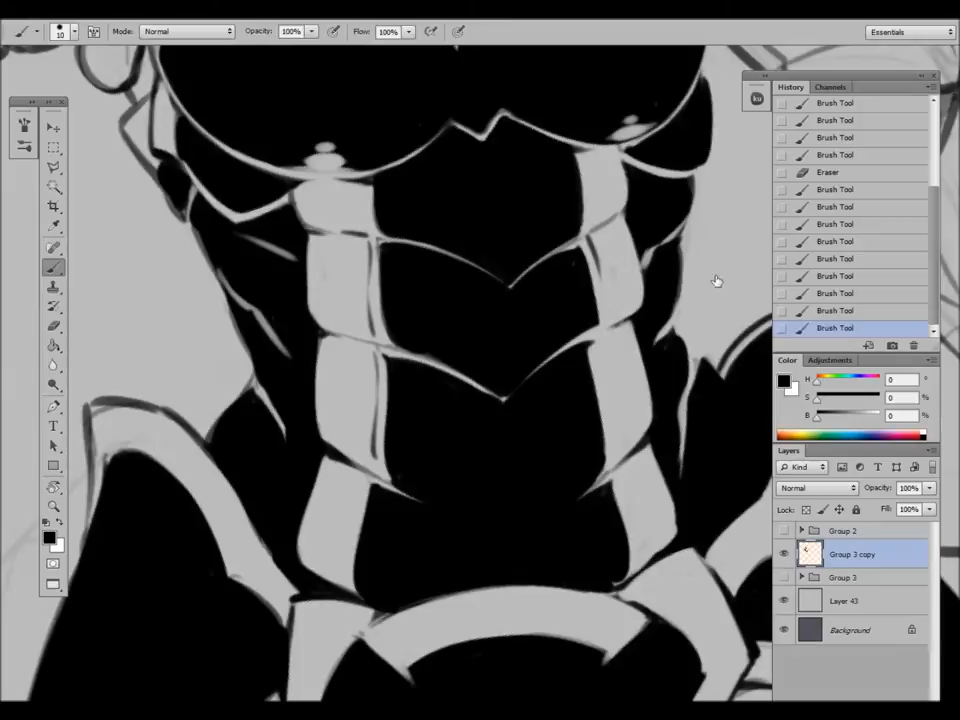 10 Mode: Normal Opacity: 100% Flow: 100% Essentials
ku
History Channels
Brush Tool
Brush Tool
Brush Tool
Brush Tool
Eraser
Brush Tool
Brush Tool
Brush Tool
Brush Tool
Brush Tool
Brush Tool
Brush Tool
Brush Tool
Brush Tool
Color Adjustments
H 0 °
S 0 %
B 0 %
Layers
Kind
Normal Opacity: 100%
Lock: Fill: 100%
Group 2
Group 3 copy
Group 3
Layer 43
Background
T